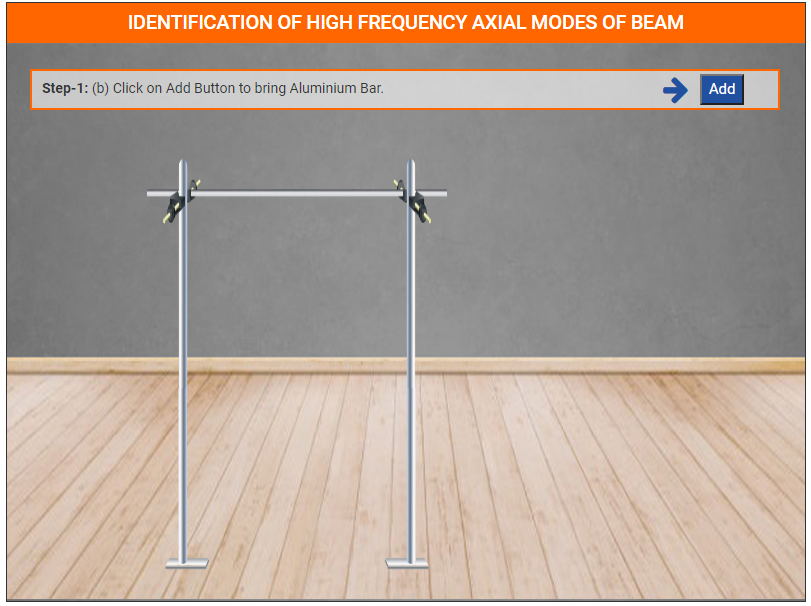 IDENTIFICATION OF HIGH FREQUENCY AXIAL MODES OF BEAM
Step-1: (b) Click on Add Button to bring Aluminium Bar.
Add